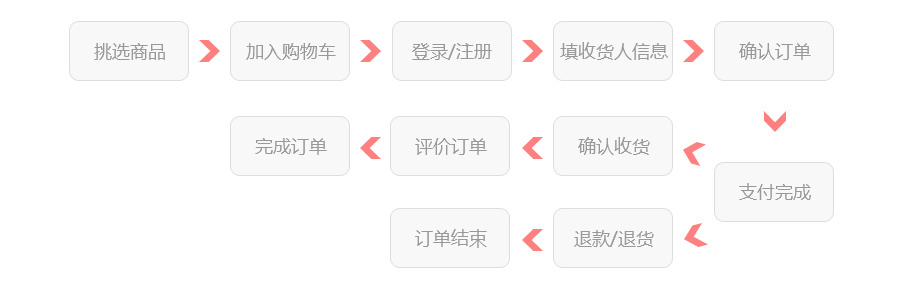 挑选商品
加入购物车
登录/注册
填收货人信息
确认订单
完成订单
评价订单
确认收货
支付完成
订单结束
退款/退货